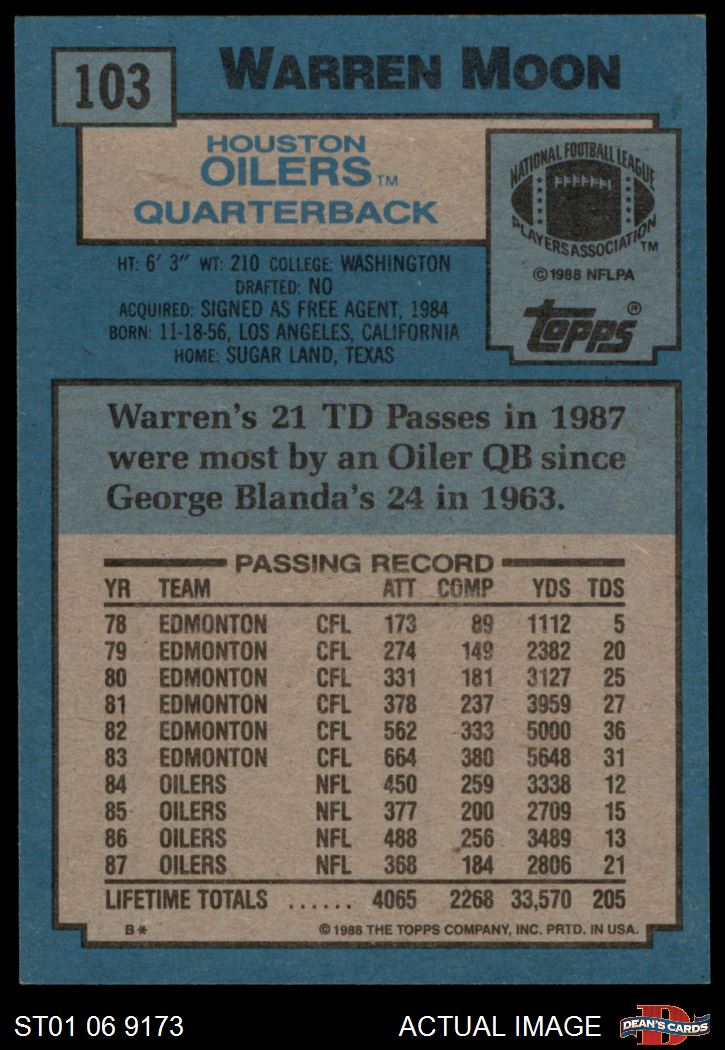 103
WARREN MOON
HOUSTON
OILERS TM
QUARTERBACK
NATIONAL FOOTBALL LEAGUE
PLAYERS ASSOCIATION TM
© 1988 NFLPA
topps ®
HT: 6' 3" WT: 210 COLLEGE: WASHINGTON
DRAFTED: NO
ACQUIRED: SIGNED AS FREE AGENT, 1984
BORN: 11-18-56, LOS ANGELES, CALIFORNIA
HOME: SUGAR LAND, TEXAS
Warren's 21 TD Passes in 1987
were most by an Oiler QB since
George Blanda's 24 in 1963.
PASSING RECORD
YR TEAM ATT COMP YDS TDS
78 EDMONTON CFL 173 89 1112 5
79 EDMONTON CFL 274 149 2382 20
80 EDMONTON CFL 331 181 3127 25
81 EDMONTON CFL 378 237 3959 27
82 EDMONTON CFL 562 333 5000 36
83 EDMONTON CFL 664 380 5648 31
84 OILERS NFL 450 259 3338 12
85 OILERS NFL 377 200 2709 15
86 OILERS NFL 488 256 3489 13
87 OILERS NFL 368 184 2806 21
LIFETIME TOTALS ...... 4065 2268 33,570 205
B* © 1988 THE TOPPS COMPANY, INC. PRTD. IN USA.
ST01 06 9173 ACTUAL IMAGE D DEAN'S CARDS